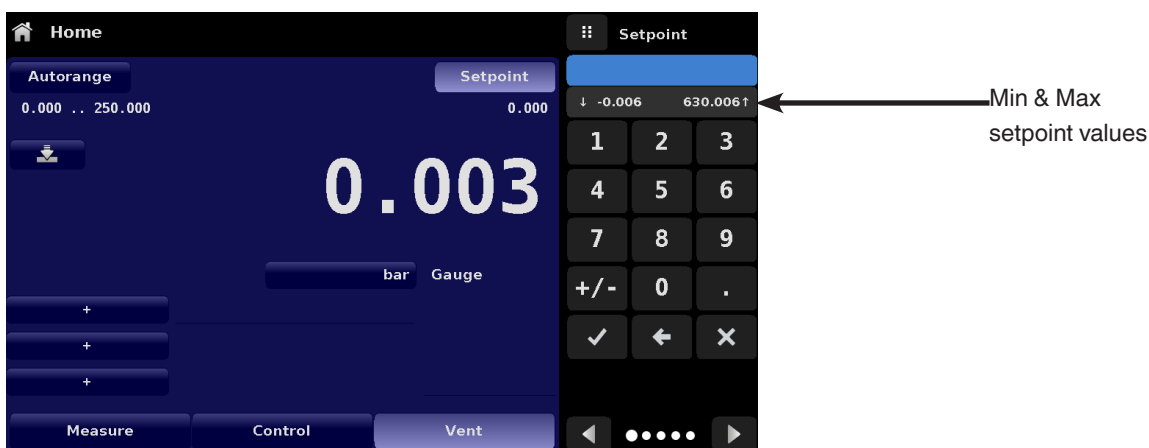 Home
Autorange
Setpoint
0.000 .. 250.000
0.000
0.003
bar Gauge
+
+
+
Measure Control Vent
Setpoint
↓ -0.006 630.006↑
1 2 3
4 5 6
7 8 9
+/- 0 .
Min & Max
setpoint values